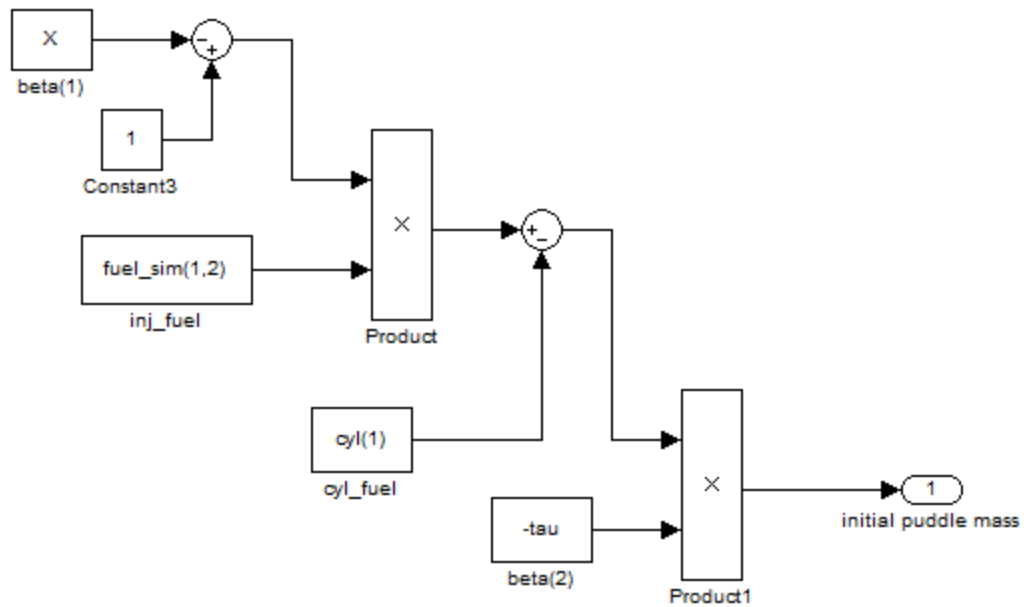 X
beta(1)
1
Constant3
fuel_sim(1,2)
inj_fuel
×
Product
cyl(1)
cyl_fuel
-tau
beta(2)
×
Product1
1
initial puddle mass